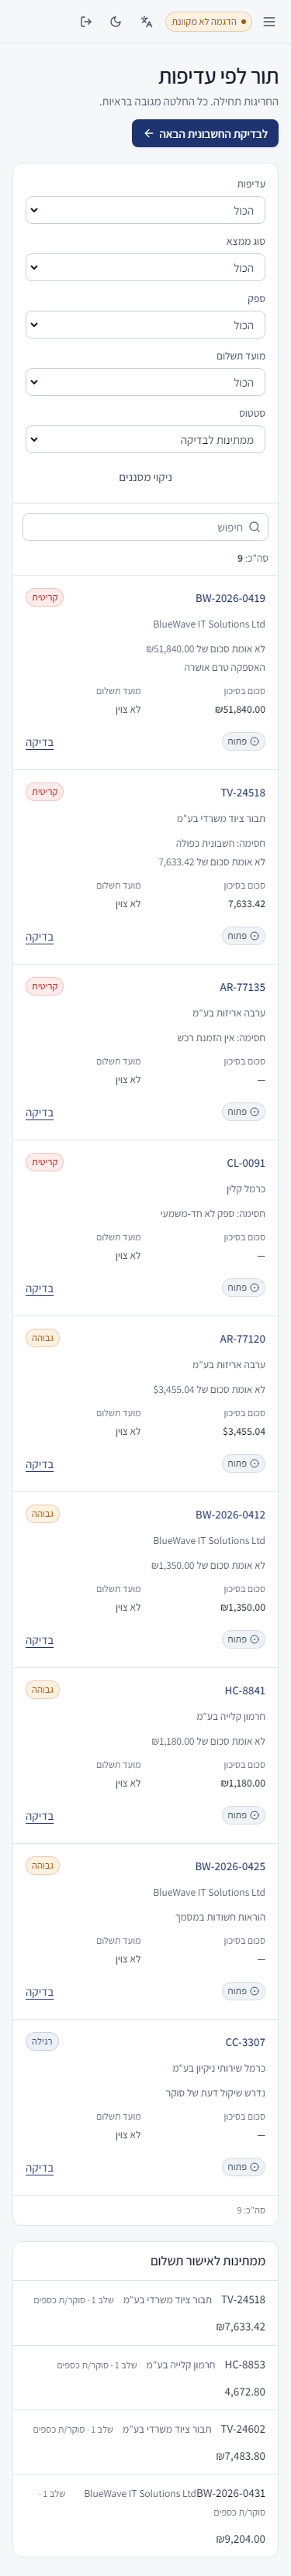 הדגמה לא מקוונת
תור לפי עדיפות
החריגות תחילה. כל החלטה מגובה בראיות.
לבדיקת החשבונית הבאה
עדיפות
הכול
סוג ממצא
הכול
ספק
הכול
מועד תשלום
הכול
סטטוס
ממתינות לבדיקה
ניקוי מסננים
חיפוש
סה"כ: 9
BW-2026-0419 קריטית
BlueWave IT Solutions Ltd
לא אומת סכום של ₪51,840.00
האספקה טרם אושרה
סכום בסיכון מועד תשלום
₪51,840.00 לא צוין
פתוח בדיקה
TV-24518 קריטית
תבור ציוד משרדי בע"מ
חסימה: חשבונית כפולה
לא אומת סכום של 7,633.42
סכום בסיכון מועד תשלום
7,633.42 לא צוין
פתוח בדיקה
AR-77135 קריטית
ערבה אריזות בע"מ
חסימה: אין הזמנת רכש
סכום בסיכון מועד תשלום
— לא צוין
פתוח בדיקה
CL-0091 קריטית
כרמל קלין
חסימה: ספק לא חד-משמעי
סכום בסיכון מועד תשלום
— לא צוין
פתוח בדיקה
AR-77120 גבוהה
ערבה אריזות בע"מ
לא אומת סכום של $3,455.04
סכום בסיכון מועד תשלום
$3,455.04 לא צוין
פתוח בדיקה
BW-2026-0412 גבוהה
BlueWave IT Solutions Ltd
לא אומת סכום של ₪1,350.00
סכום בסיכון מועד תשלום
₪1,350.00 לא צוין
פתוח בדיקה
HC-8841 גבוהה
חרמון קלייה בע"מ
לא אומת סכום של ₪1,180.00
סכום בסיכון מועד תשלום
₪1,180.00 לא צוין
פתוח בדיקה
BW-2026-0425 גבוהה
BlueWave IT Solutions Ltd
הוראות חשודות במסמך
סכום בסיכון מועד תשלום
— לא צוין
פתוח בדיקה
CC-3307 רגילה
כרמל שירותי ניקיון בע"מ
נדרש שיקול דעת של סוקר
סכום בסיכון מועד תשלום
— לא צוין
פתוח בדיקה
סה"כ: 9
ממתינות לאישור תשלום
TV-24518 תבור ציוד משרדי בע"מ שלב 1 · סוקר/ת כספים
₪7,633.42
HC-8853 חרמון קלייה בע"מ שלב 1 · סוקר/ת כספים
4,672.80
TV-24602 תבור ציוד משרדי בע"מ שלב 1 · סוקר/ת כספים
₪7,483.80
BW-2026-0431 BlueWave IT Solutions Ltd שלב 1 ·
סוקר/ת כספים
₪9,204.00